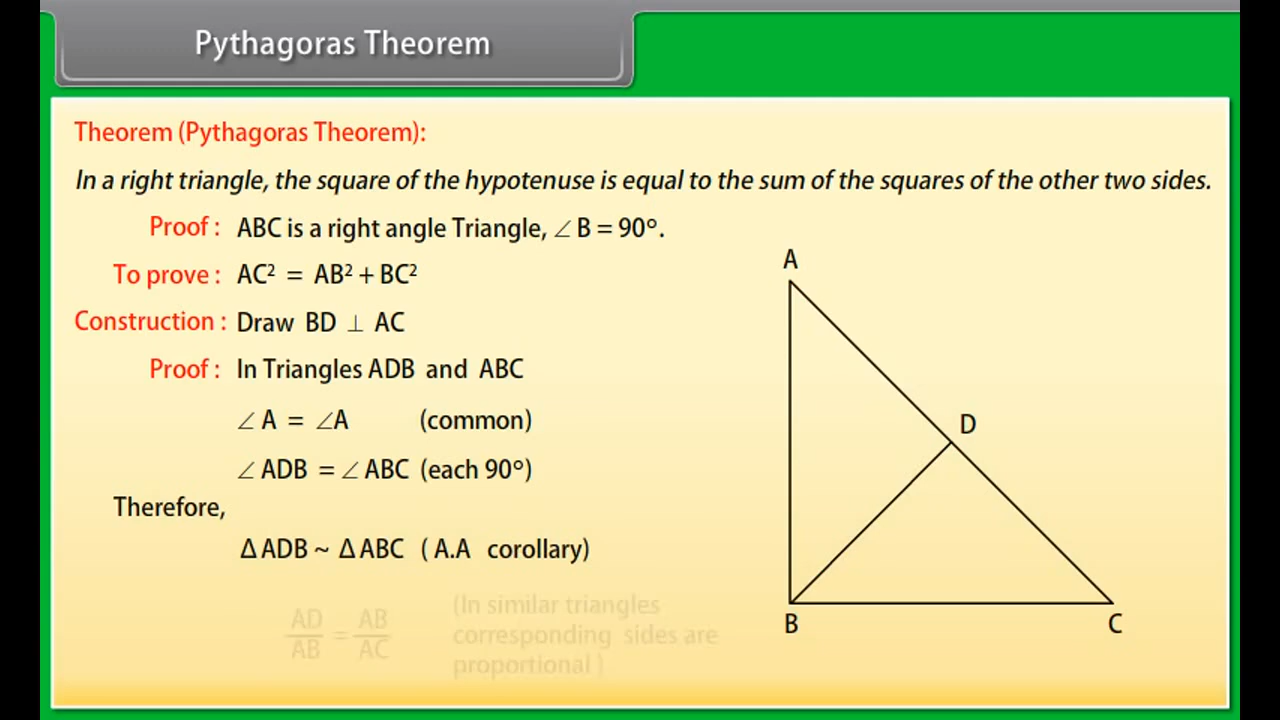 Pythagoras Theorem
Theorem (Pythagoras Theorem):
In a right triangle, the square of the hypotenuse is equal to the sum of the squares of the other two sides.
Proof : ABC is a right angle Triangle, ∠ B = 90°.
To prove : AC² = AB² + BC²
Construction : Draw BD ⊥ AC
Proof : In Triangles ADB and ABC
∠ A = ∠A (common)
∠ ADB = ∠ ABC (each 90°)
Therefore,
Δ ADB ~ Δ ABC ( A.A corollary)
AD/AB = AB/AC (In similar triangles
corresponding sides are
proportional )
A
D
B
C